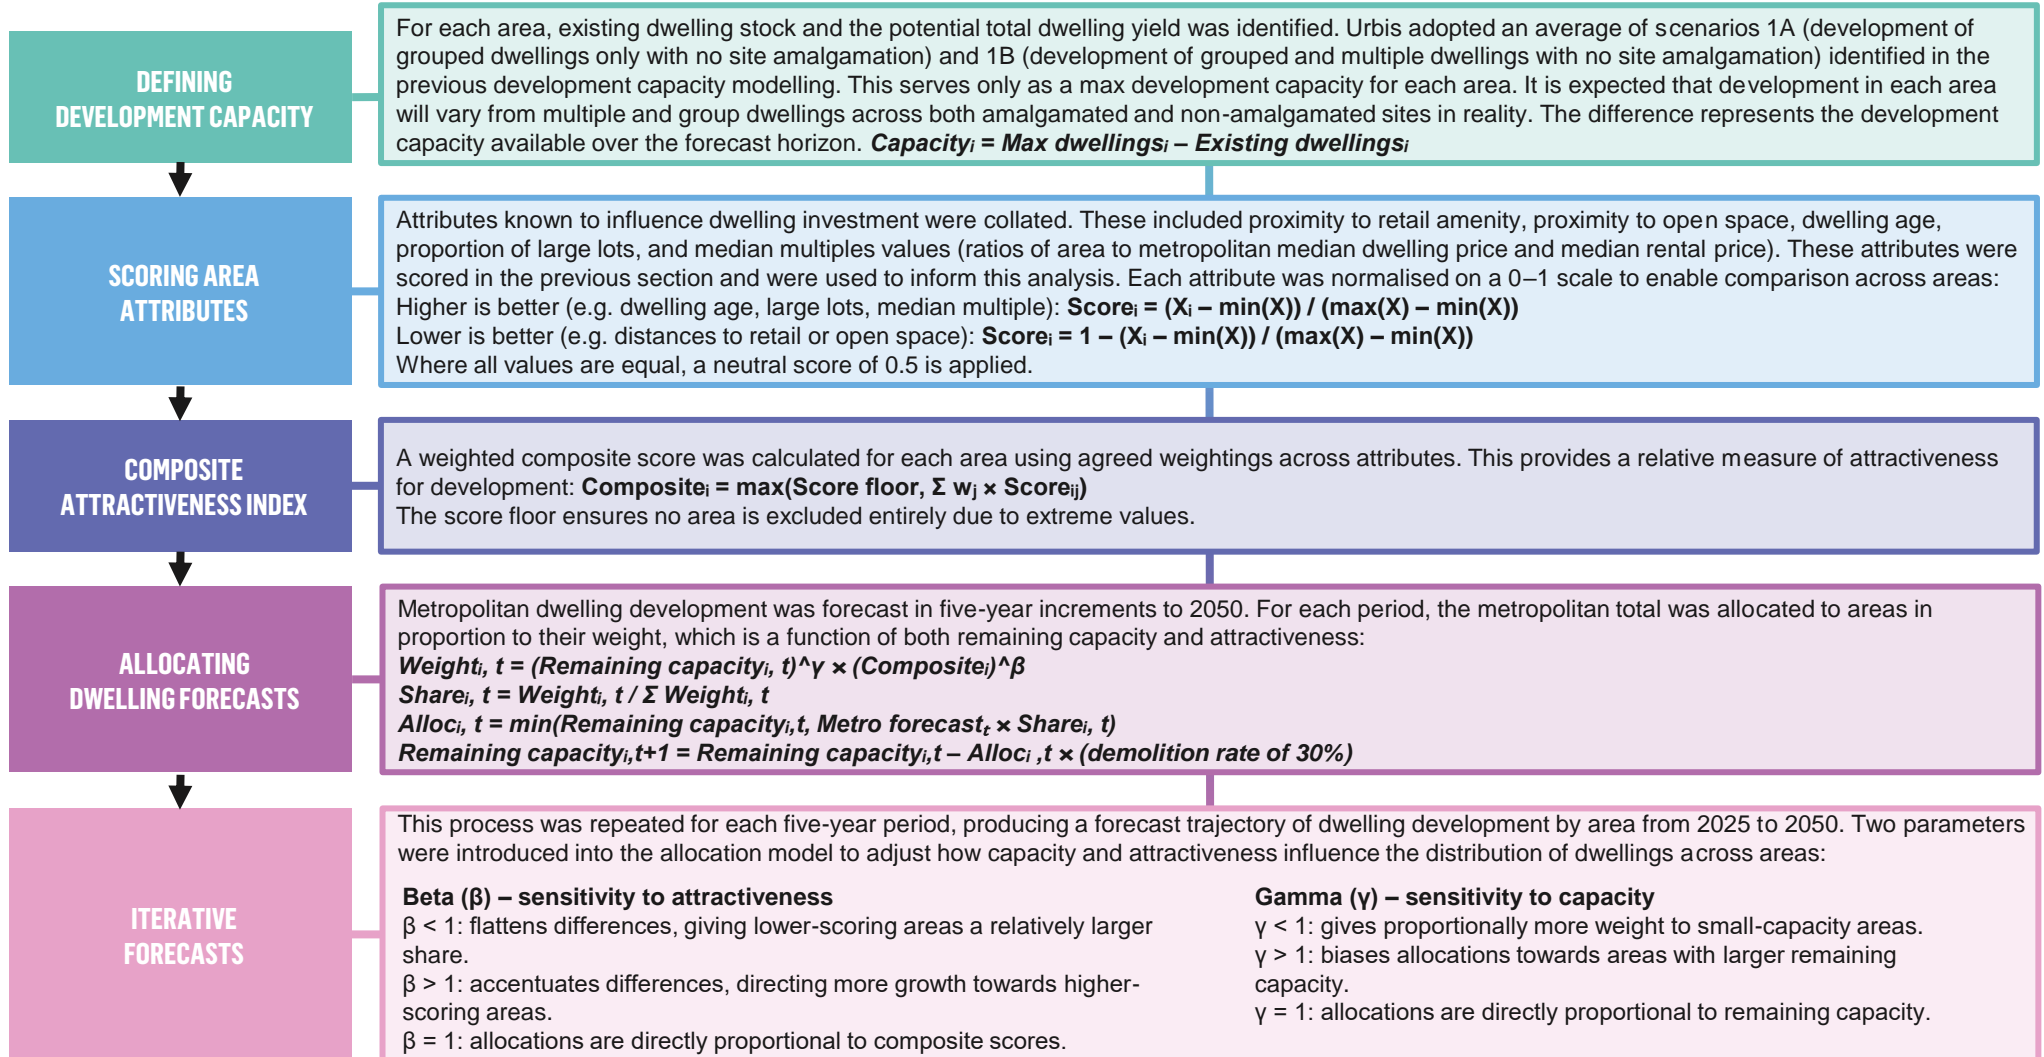 DEFINING
DEVELOPMENT CAPACITY
For each area, existing dwelling stock and the potential total dwelling yield was identified. Urbis adopted an average of scenarios 1A (development of
grouped dwellings only with no site amalgamation) and 1B (development of grouped and multiple dwellings with no site amalgamation) identified in the
previous development capacity modelling. This serves only as a max development capacity for each area. It is expected that development in each area
will vary from multiple and group dwellings across both amalgamated and non-amalgamated sites in reality. The difference represents the development
capacity available over the forecast horizon. Capacityᵢ = Max dwellingsᵢ – Existing dwellingsᵢ
SCORING AREA
ATTRIBUTES
Attributes known to influence dwelling investment were collated. These included proximity to retail amenity, proximity to open space, dwelling age,
proportion of large lots, and median multiples values (ratios of area to metropolitan median dwelling price and median rental price). These attributes were
scored in the previous section and were used to inform this analysis. Each attribute was normalised on a 0–1 scale to enable comparison across areas:
Higher is better (e.g. dwelling age, large lots, median multiple): Scoreᵢ = (Xᵢ – min(X)) / (max(X) – min(X))
Lower is better (e.g. distances to retail or open space): Scoreᵢ = 1 – (Xᵢ – min(X)) / (max(X) – min(X))
Where all values are equal, a neutral score of 0.5 is applied.
COMPOSITE
ATTRACTIVENESS INDEX
A weighted composite score was calculated for each area using agreed weightings across attributes. This provides a relative measure of attractiveness
for development: Compositeᵢ = max(Score floor, Σ wⱼ × Scoreᵢⱼ)
The score floor ensures no area is excluded entirely due to extreme values.
ALLOCATING
DWELLING FORECASTS
Metropolitan dwelling development was forecast in five-year increments to 2050. For each period, the metropolitan total was allocated to areas in
proportion to their weight, which is a function of both remaining capacity and attractiveness:
Weightᵢ, t = (Remaining capacityᵢ, t)^γ × (Compositeᵢ)^β
Shareᵢ, t = Weightᵢ, t / Σ Weightᵢ, t
Allocᵢ, t = min(Remaining capacityᵢ,t, Metro forecastₜ × Shareᵢ, t)
Remaining capacityᵢ,t+1 = Remaining capacityᵢ,t – Allocᵢ ,t × (demolition rate of 30%)
ITERATIVE
FORECASTS
This process was repeated for each five-year period, producing a forecast trajectory of dwelling development by area from 2025 to 2050. Two parameters
were introduced into the allocation model to adjust how capacity and attractiveness influence the distribution of dwellings across areas:
Beta (β) – sensitivity to attractiveness
β < 1: flattens differences, giving lower-scoring areas a relatively larger
share.
β > 1: accentuates differences, directing more growth towards higher-
scoring areas.
β = 1: allocations are directly proportional to composite scores.
Gamma (γ) – sensitivity to capacity
γ < 1: gives proportionally more weight to small-capacity areas.
γ > 1: biases allocations towards areas with larger remaining
capacity.
γ = 1: allocations are directly proportional to remaining capacity.